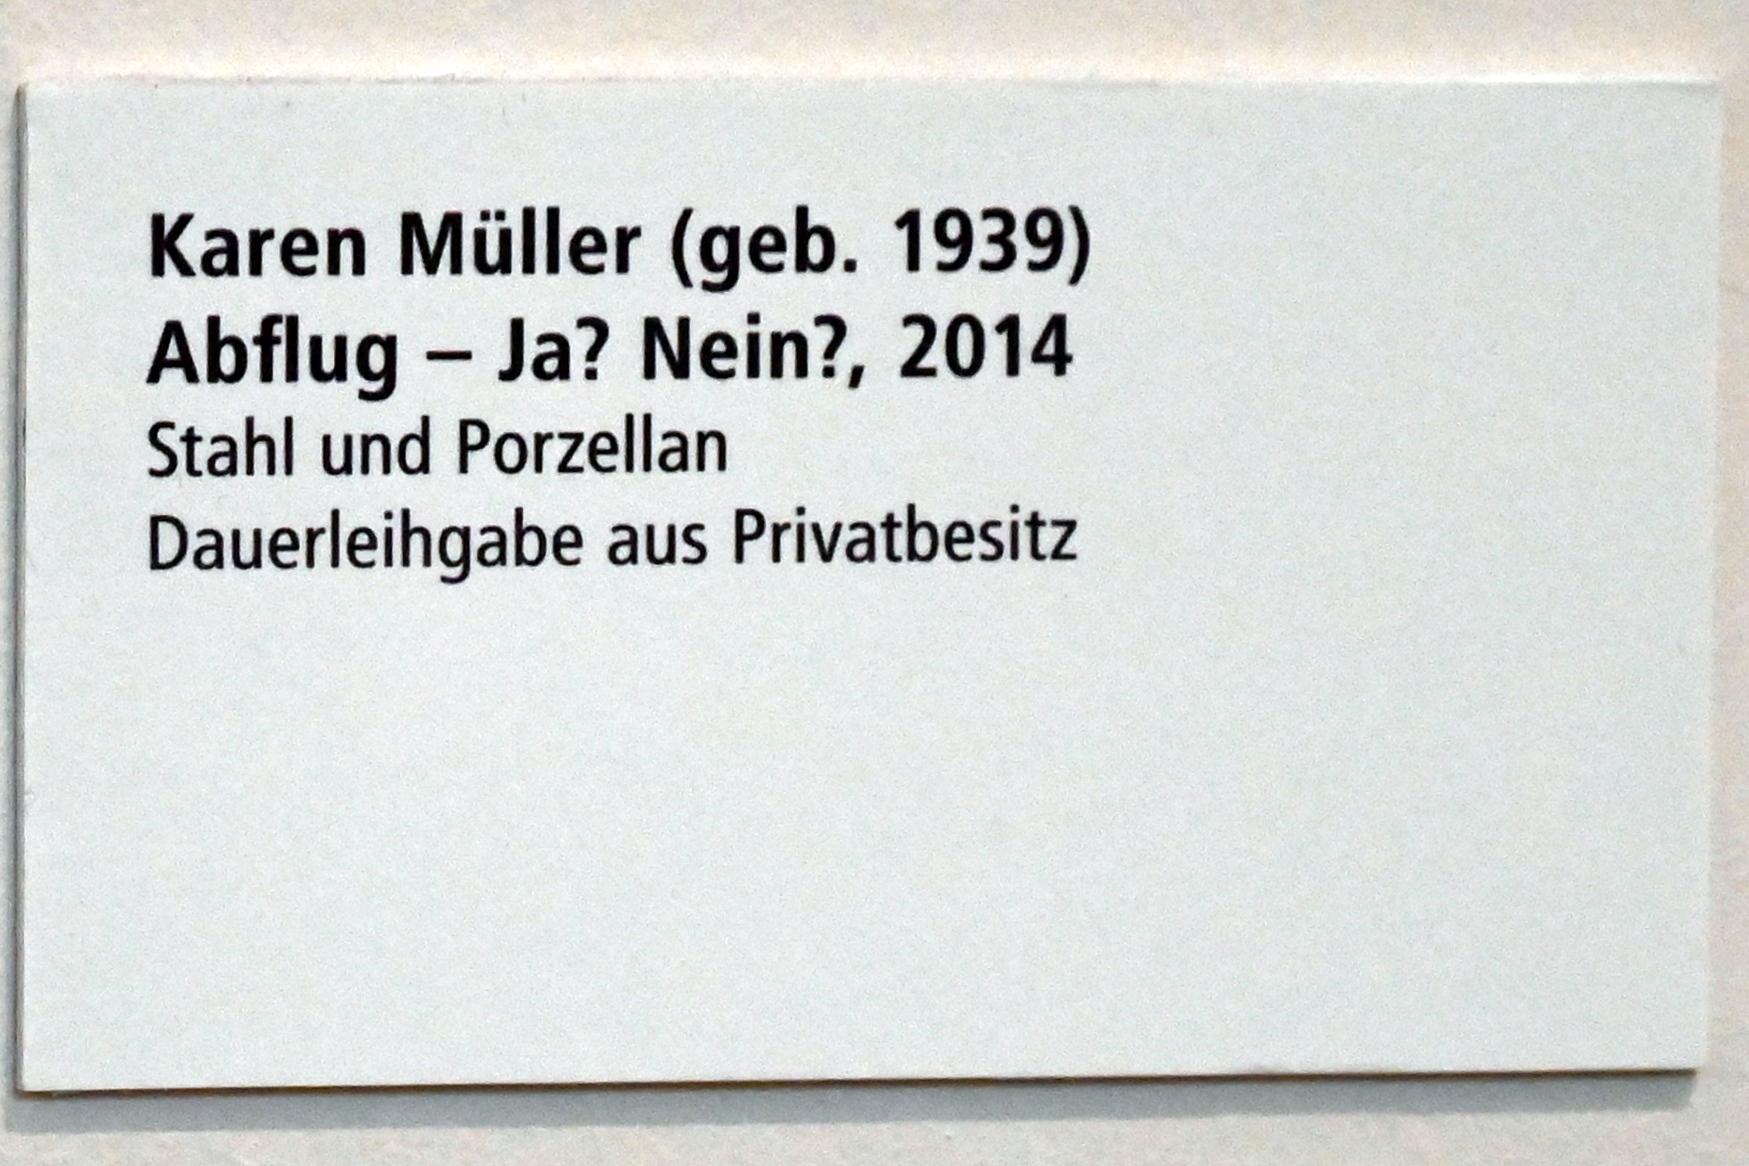 Karen Müller (geb. 1939)
Abflug – Ja? Nein?, 2014
Stahl und Porzellan
Dauerleihgabe aus Privatbesitz